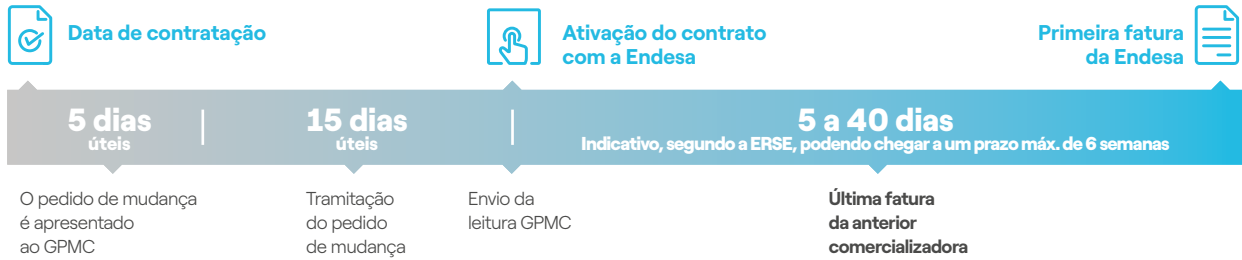 Data de contratação
Ativação do contrato
com a Endesa
Primeira fatura
da Endesa
5 dias
úteis
15 dias
úteis
5 a 40 dias
Indicativo, segundo a ERSE, podendo chegar a um prazo máx. de 6 semanas
O pedido de mudança
é apresentado
ao GPMC
Tramitação
do pedido
de mudança
Envio da
leitura GPMC
Última fatura
da anterior
comercializadora